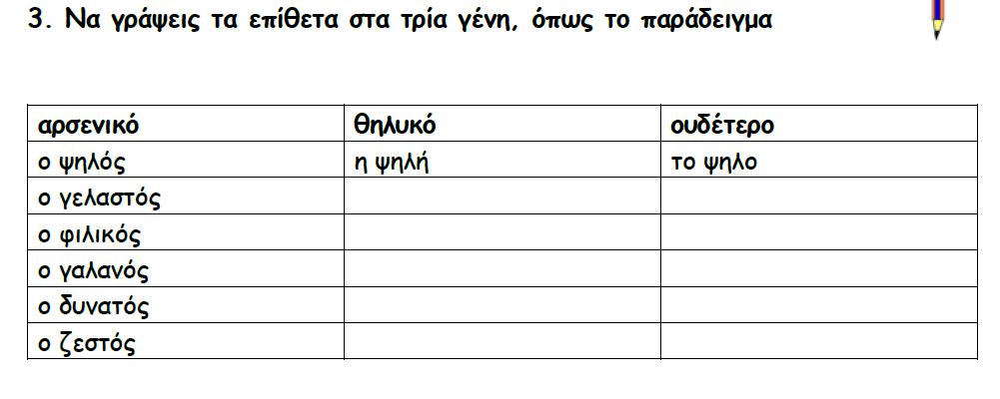 3. Να γράψεις τα επίθετα στα τρία γένη, όπως το παράδειγμα
αρσενικό θηλυκό ουδέτερο
ο ψηλός η ψηλή το ψηλο
ο γελαστός
ο φιλικός
ο γαλανός
ο δυνατός
ο ζεστός